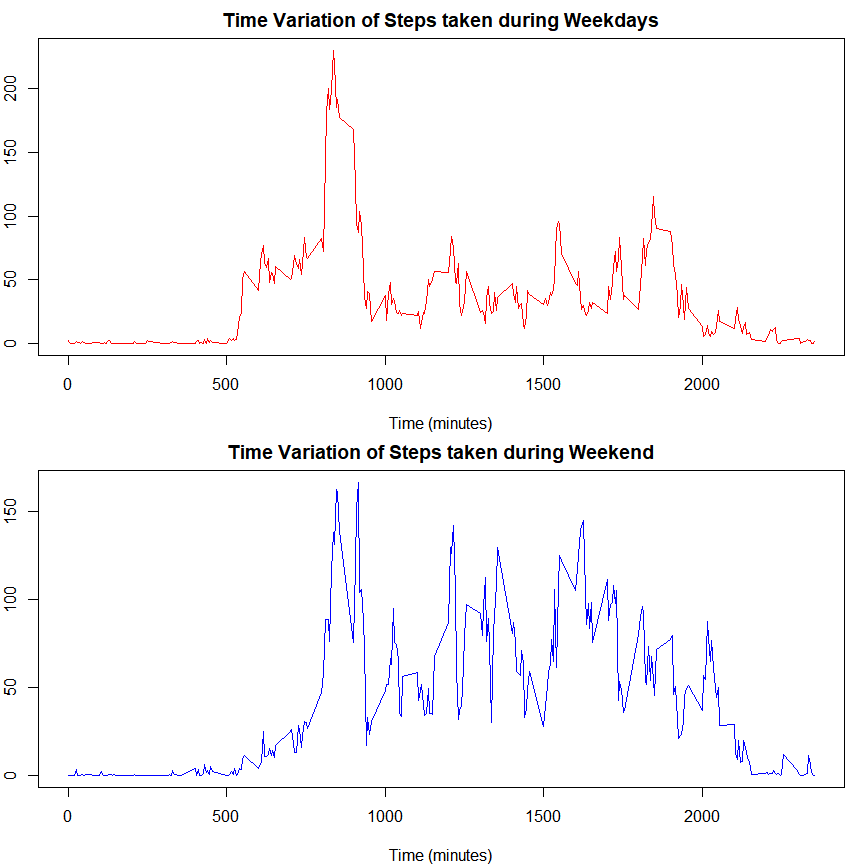 Time Variation of Steps taken during Weekdays
200
150
100
50
0
0 500 1000 1500 2000
Time (minutes)
Time Variation of Steps taken during Weekend
150
100
50
0
0 500 1000 1500 2000
Time (minutes)